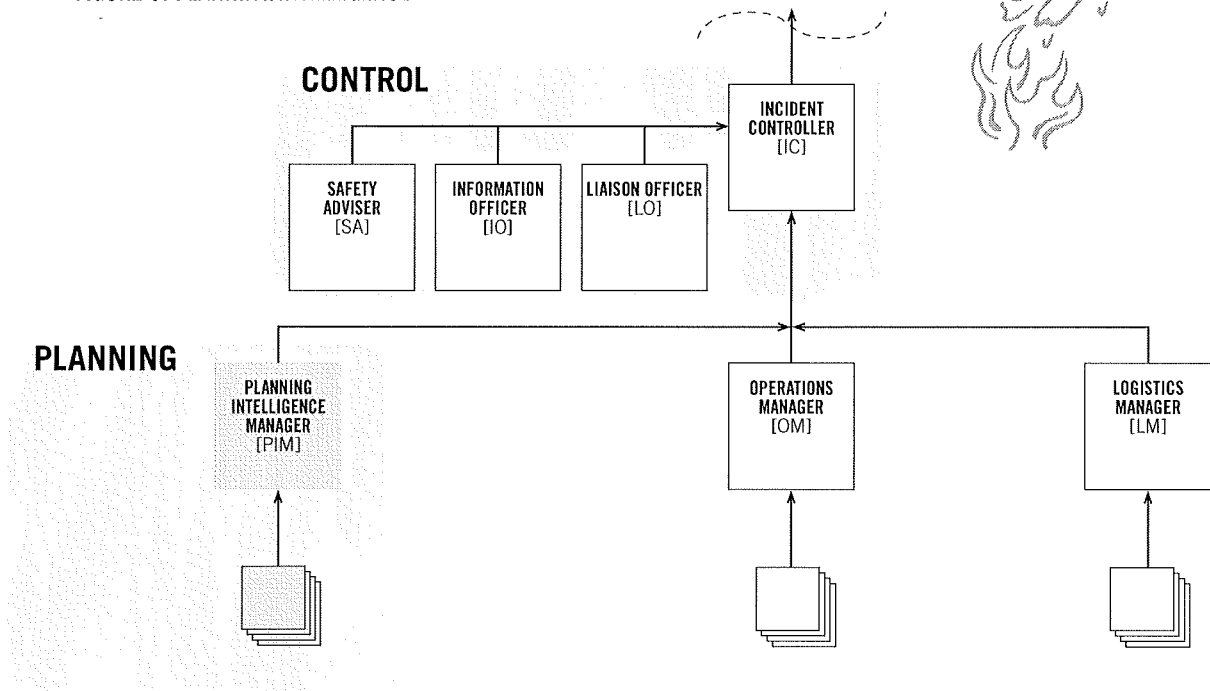 CONTROL
INCIDENT
CONTROLLER
[IC]
SAFETY
ADVISER
[SA]
INFORMATION
OFFICER
[IO]
LIAISON OFFICER
[LO]
PLANNING
PLANNING
INTELLIGENCE
MANAGER
[PIM]
OPERATIONS
MANAGER
[OM]
LOGISTICS
MANAGER
[LM]